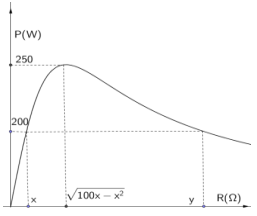 P(W)
250
200
x
√100x − x²
y
R(Ω)